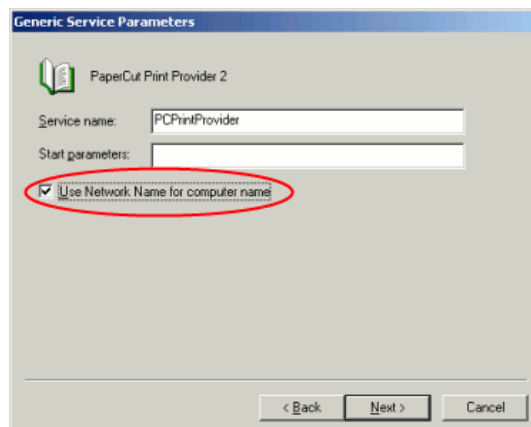 Generic Service Parameters
PaperCut Print Provider 2
Service name: PCPrintProvider
Start parameters:
Use Network Name for computer name
< Back Next > Cancel